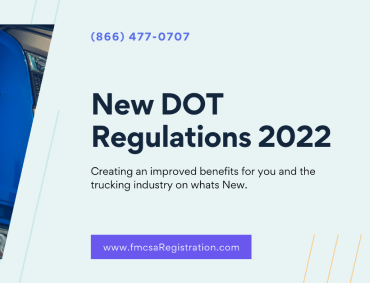 (866) 477-0707
New DOT
Regulations 2022
Creating an improved benefits for you and the
trucking industry on whats New.
www.fmcsaRegistration.com